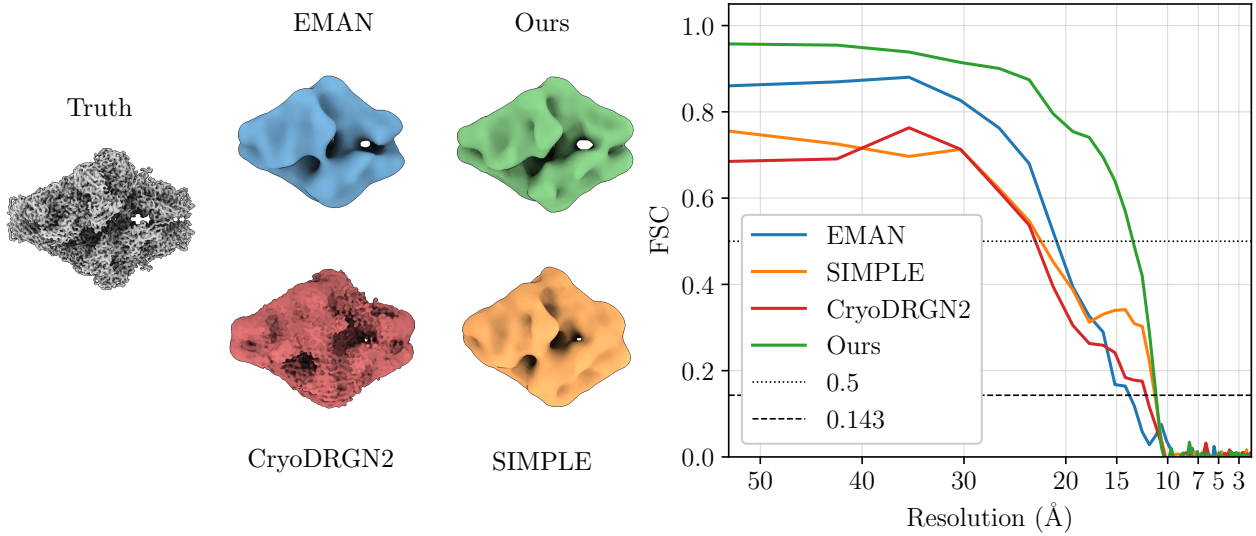 EMAN
Ours
Truth
CryoDRGN2
SIMPLE
FSC
1.0
0.8
0.6
0.4
0.2
0.0
EMAN
SIMPLE
CryoDRGN2
Ours
0.5
0.143
50
40
30
20
15
10
7
5
3
Resolution (Å)